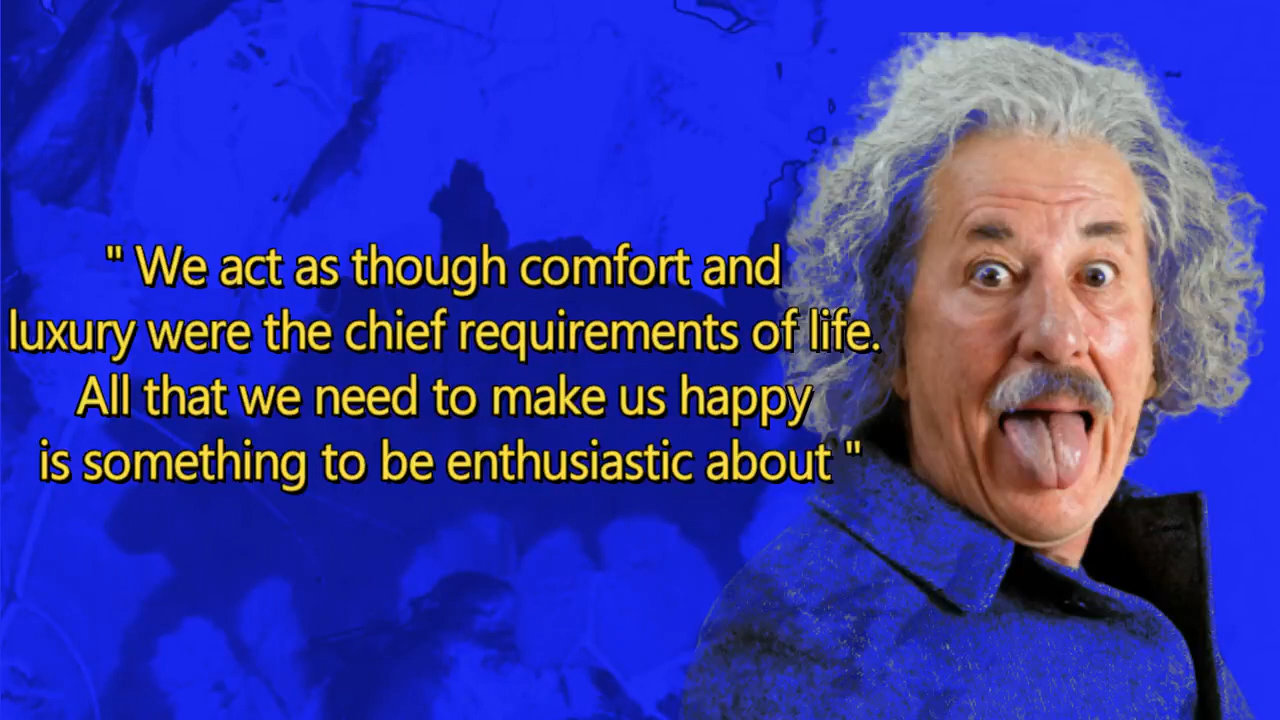 " We act as though comfort and
luxury were the chief requirements of life.
All that we need to make us happy
is something to be enthusiastic about "